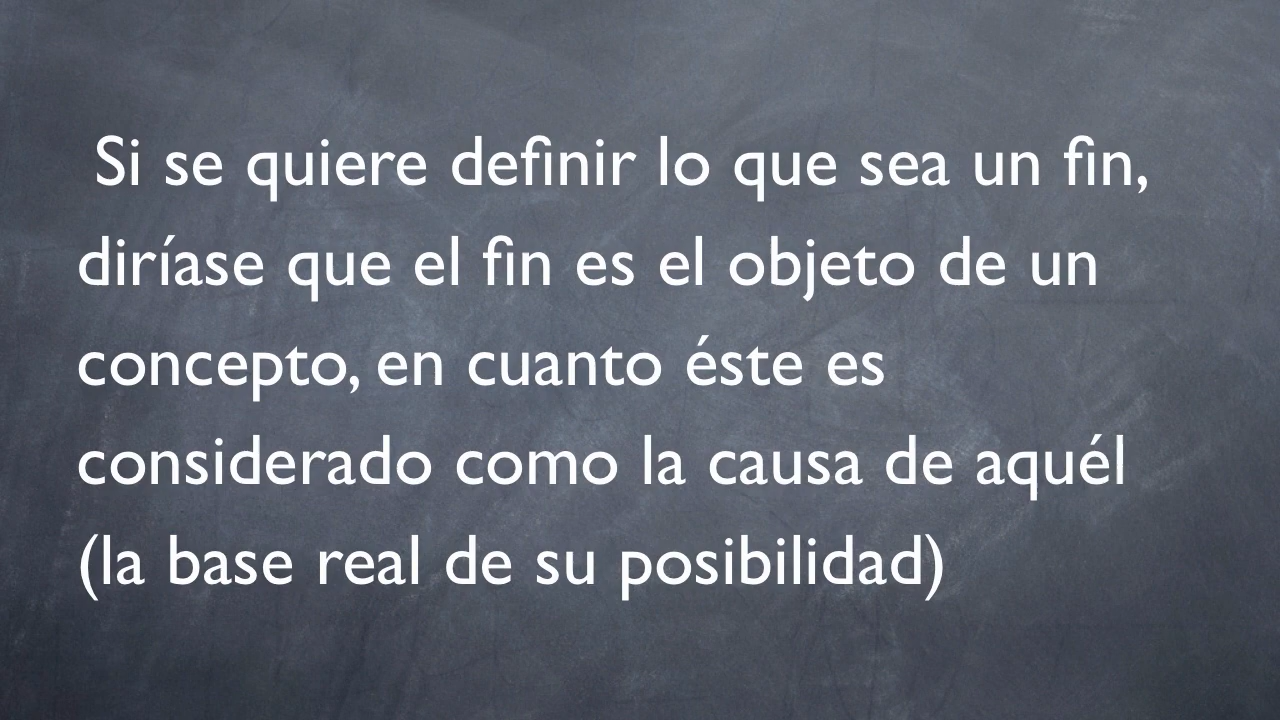 Si se quiere definir lo que sea un fin,
diríase que el fin es el objeto de un
concepto, en cuanto éste es
considerado como la causa de aquél
(la base real de su posibilidad)